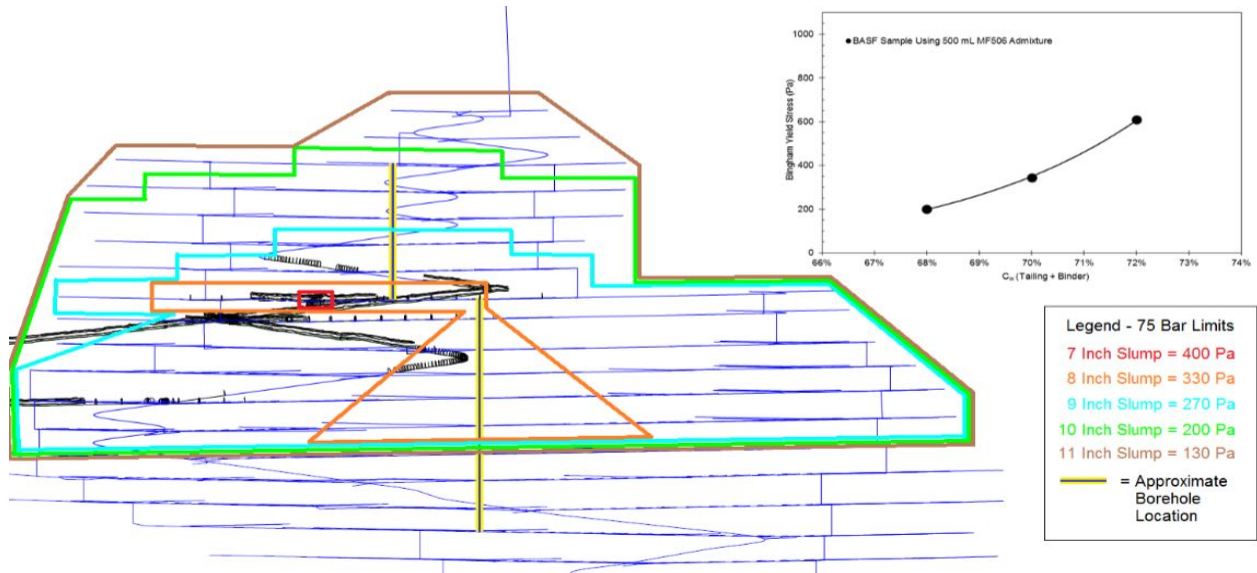 1000
800
600
400
200
0
Bingham Yield Stress (Pa)
BASF Sample Using 500 mL MF506 Admixture
66%
68%
69%
70%
71%
72%
73%
74%
Cw (Tailing + Binder)
Legend - 75 Bar Limits
7 Inch Slump = 400 Pa
8 Inch Slump = 330 Pa
9 Inch Slump = 270 Pa
10 Inch Slump = 200 Pa
11 Inch Slump = 130 Pa
= Approximate
Borehole
Location